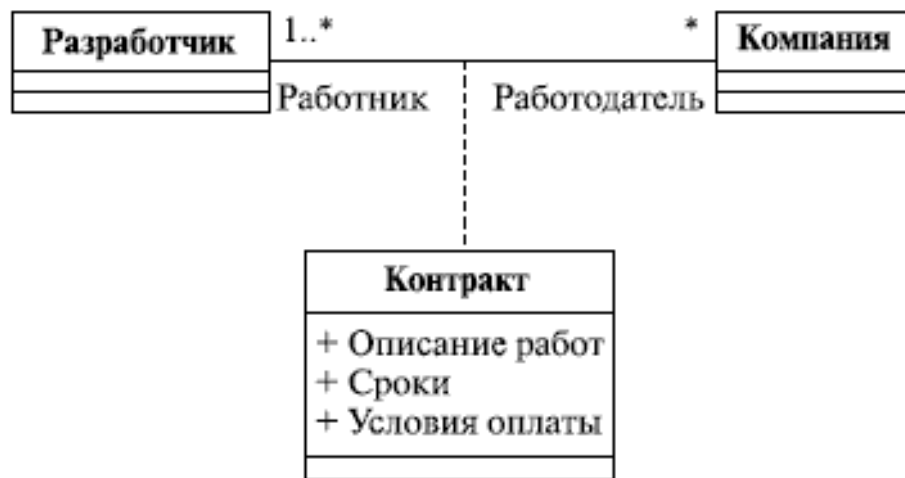 Разработчик
1..*
*
Компания
Работник
Работодатель
Контракт
+ Описание работ
+ Сроки
+ Условия оплаты